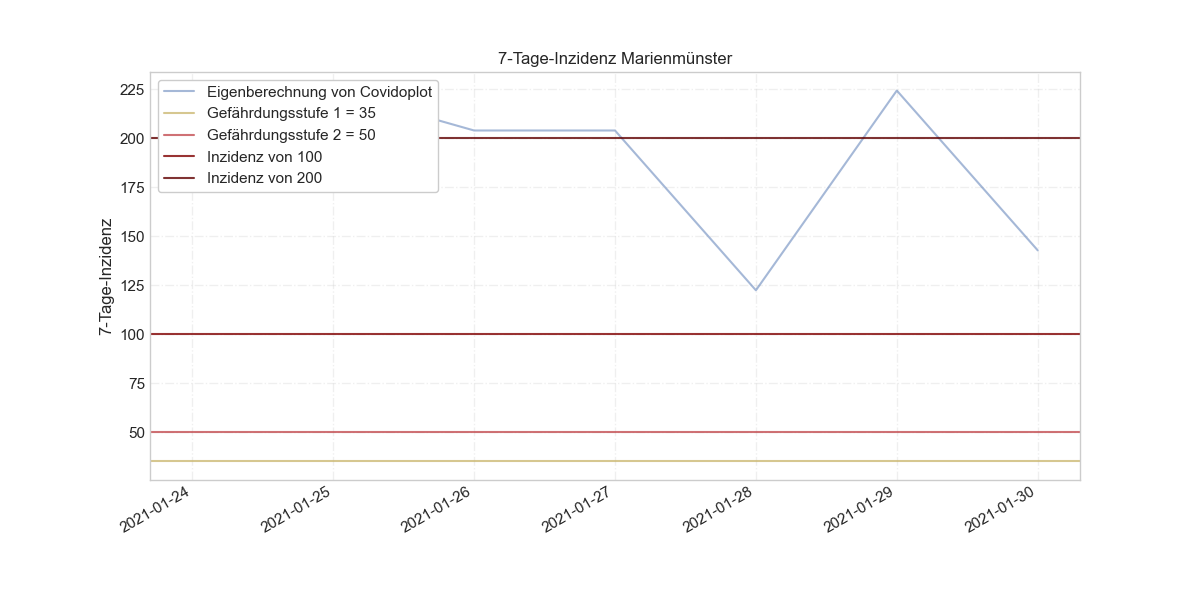 7-Tage-Inzidenz Marienmünster
Eigenberechnung von Covidoplot
Gefährdungsstufe 1 = 35
Gefährdungsstufe 2 = 50
Inzidenz von 100
Inzidenz von 200
7-Tage-Inzidenz
225
200
175
150
125
100
75
50
2021-01-24
2021-01-25
2021-01-26
2021-01-27
2021-01-28
2021-01-29
2021-01-30